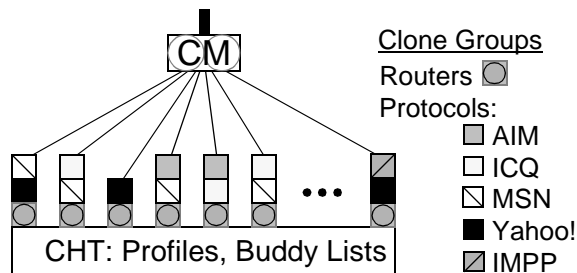 CM
Clone Groups
Routers
Protocols:
AIM
ICQ
MSN
Yahoo!
IMPP
CHT: Profiles, Buddy Lists